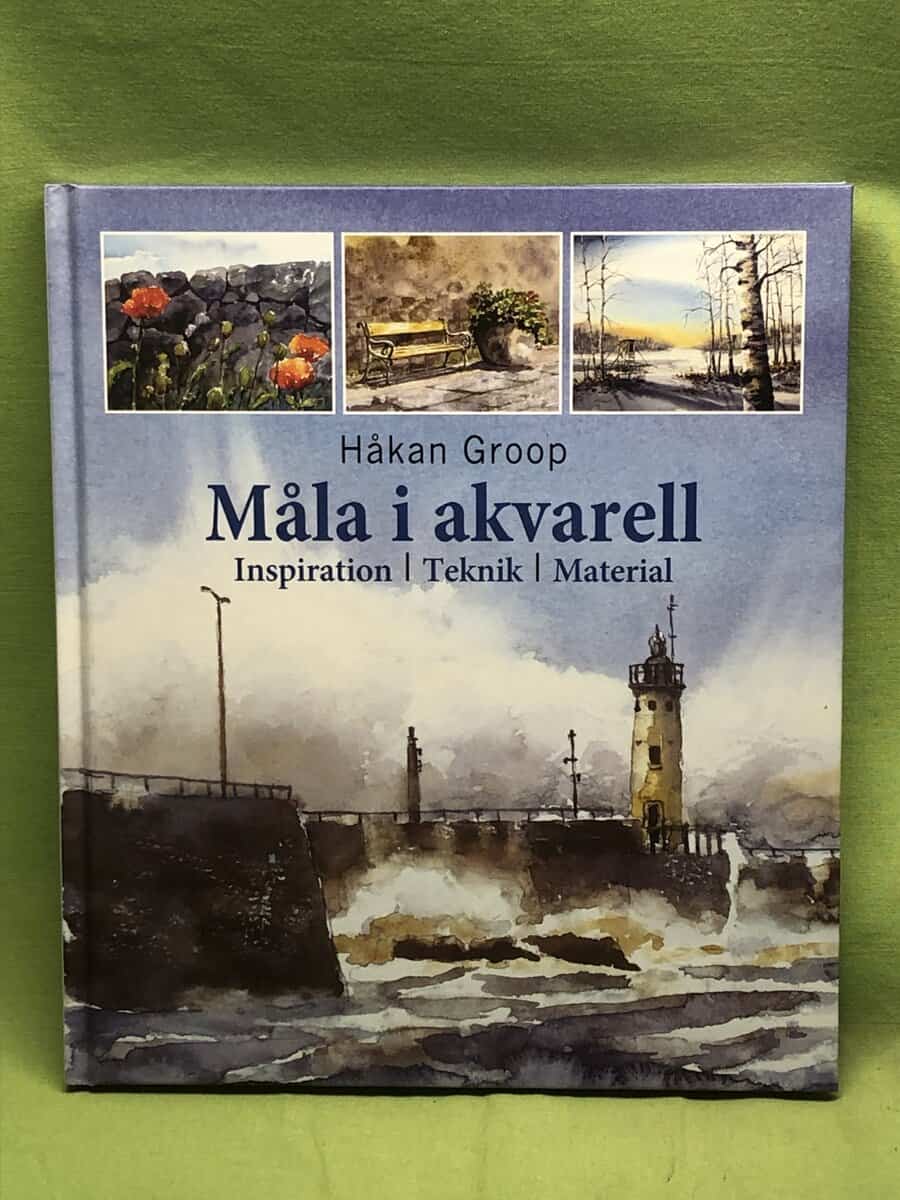 Håkan Groop
Måla i akvarell
Inspiration | Teknik | Material